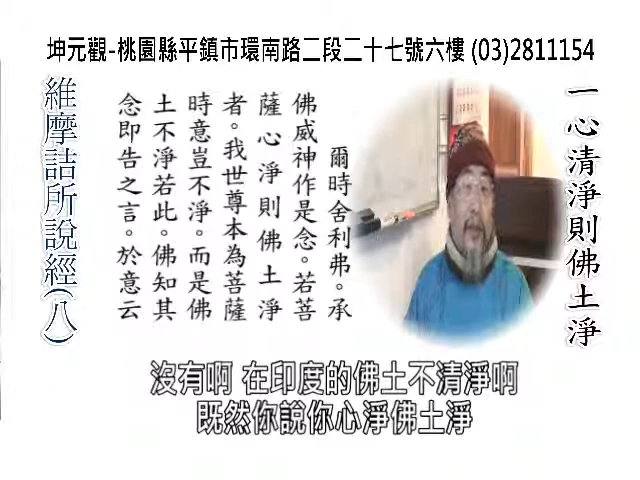 坤元觀-桃園縣平鎮市環南路二段二十七號六樓 (03)2811154
一心清淨則佛土淨
爾時舍利弗。承
佛威神作是念。若菩
薩心淨則佛土淨
者。我世尊本為菩薩
時意豈不淨。而是佛
土不淨若此。佛知其
念即告之言。於意云
維摩詰所說經(八)
沒有啊 在印度的佛土不清淨啊
既然你說你心淨佛土淨